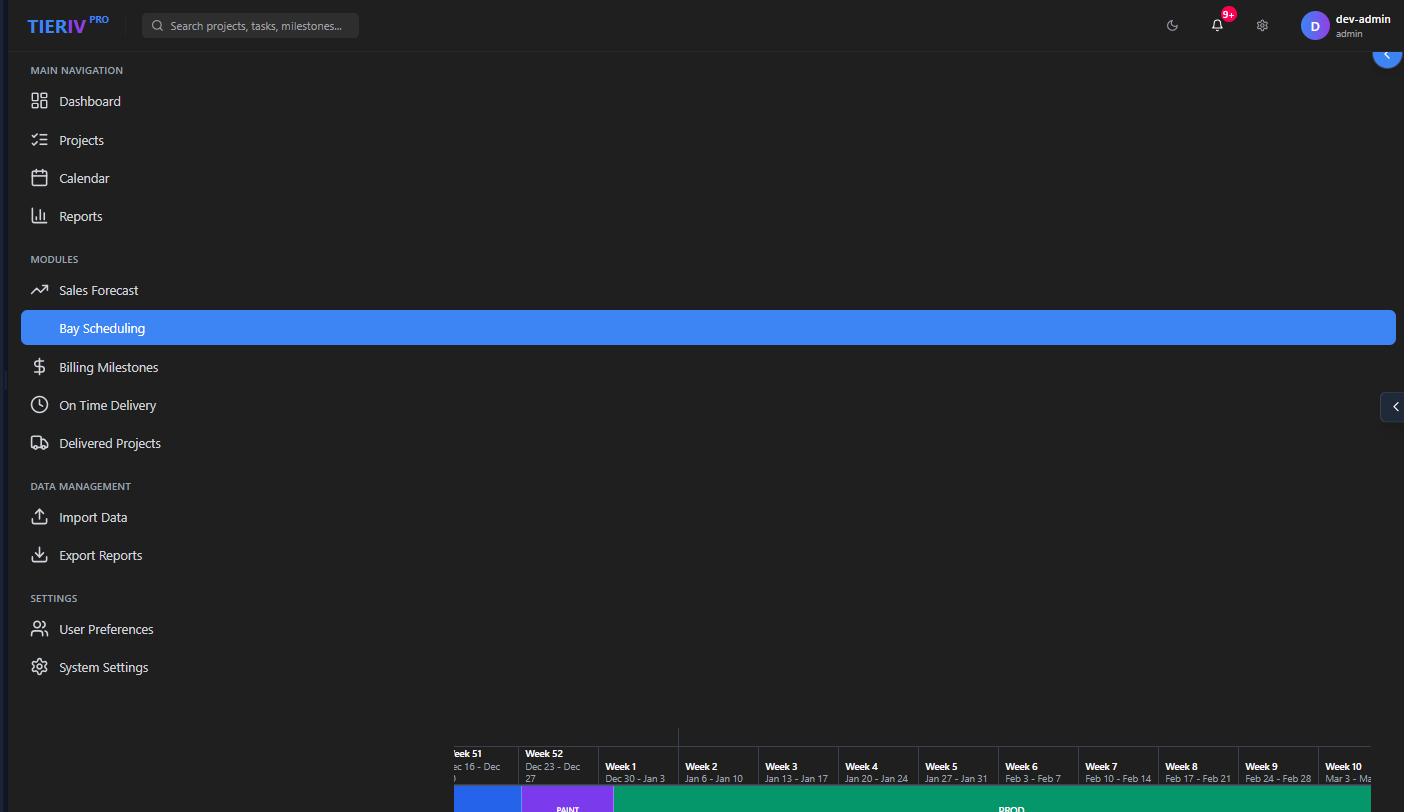 TIERIV PRO
Search projects, tasks, milestones...
9+
D
dev-admin
admin
MAIN NAVIGATION
Dashboard
Projects
Calendar
Reports
MODULES
Sales Forecast
Bay Scheduling
Billing Milestones
On Time Delivery
Delivered Projects
DATA MANAGEMENT
Import Data
Export Reports
SETTINGS
User Preferences
System Settings
eek 51
ec 16 - Dec
Week 52
Dec 23 - Dec
27
Week 1
Dec 30 - Jan 3
Week 2
Jan 6 - Jan 10
Week 3
Jan 13 - Jan 17
Week 4
Jan 20 - Jan 24
Week 5
Jan 27 - Jan 31
Week 6
Feb 3 - Feb 7
Week 7
Feb 10 - Feb 14
Week 8
Feb 17 - Feb 21
Week 9
Feb 24 - Feb 28
Week 10
Mar 3 - Ma
PAINT
PROD